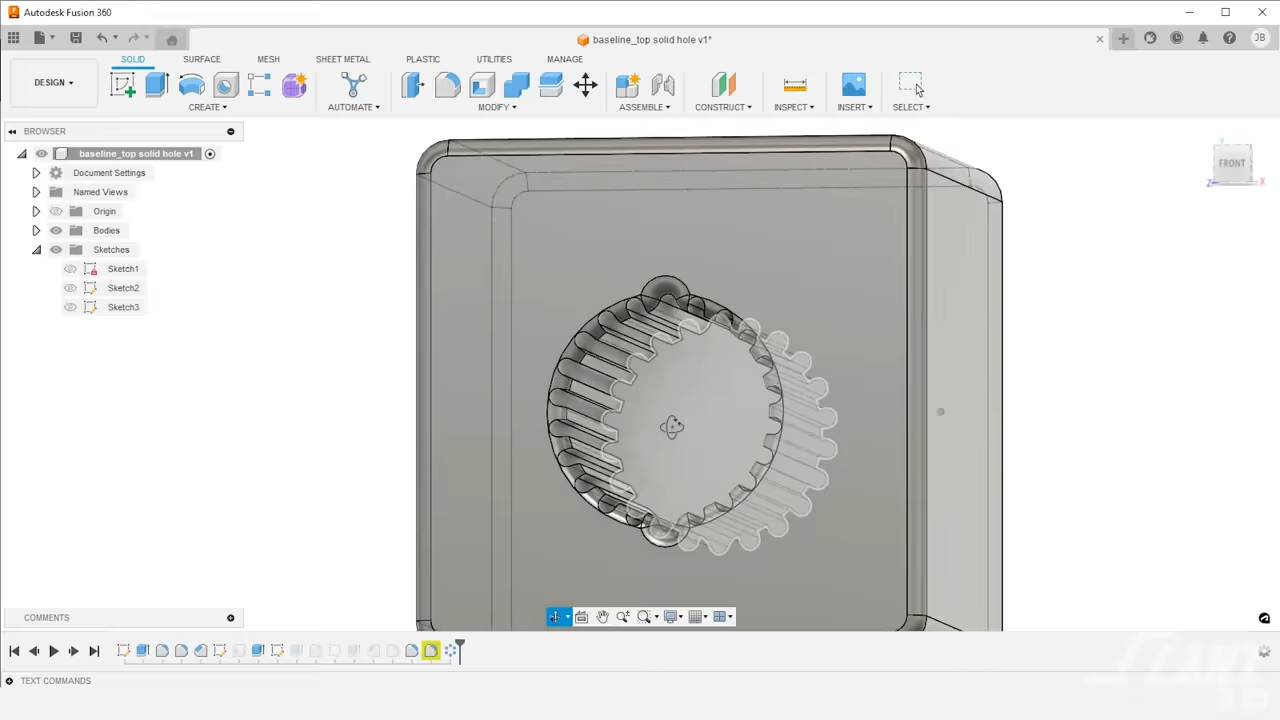 Autodesk Fusion 360
baseline_top solid hole v1*
JB
DESIGN
SOLID SURFACE MESH SHEET METAL PLASTIC UTILITIES MANAGE
CREATE AUTOMATE MODIFY ASSEMBLE CONSTRUCT INSPECT INSERT SELECT
BROWSER
baseline_top solid hole v1
Document Settings
Named Views
Origin
Bodies
Sketches
Sketch1
Sketch2
Sketch3
FRONT
Z X
COMMENTS
TEXT COMMANDS